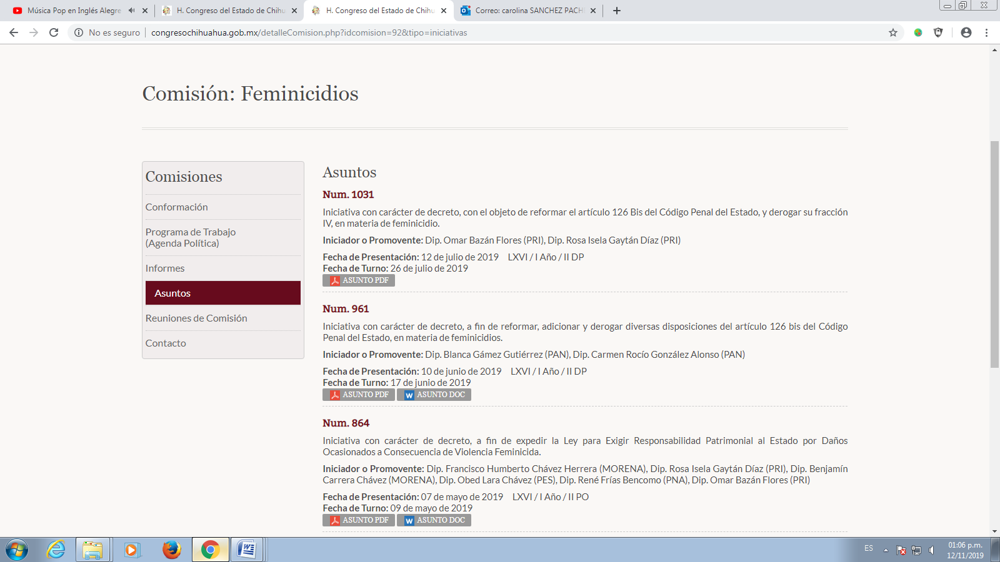 Música Pop en Inglés Alegre
H. Congreso del Estado de Chihu
H. Congreso del Estado de Chihu
Correo: carolina SANCHEZ PACH
No es seguro
congresochihuahua.gob.mx/detalleComision.php?idcomision=92&tipo=iniciativas
Comisión: Feminicidios
Comisiones
Conformación
Programa de Trabajo
(Agenda Política)
Informes
Asuntos
Reuniones de Comisión
Contacto
Asuntos
Num. 1031
Iniciativa con carácter de decreto, con el objeto de reformar el artículo 126 Bis del Código Penal del Estado, y derogar su fracción
IV, en materia de feminicidio.
Iniciador o Promovente: Dip. Omar Bazán Flores (PRI), Dip. Rosa Isela Gaytán Díaz (PRI)
Fecha de Presentación: 12 de julio de 2019 LXVI / I Año / II DP
Fecha de Turno: 26 de julio de 2019
ASUNTO PDF
Num. 961
Iniciativa con carácter de decreto, a fin de reformar, adicionar y derogar diversas disposiciones del artículo 126 bis del Código
Penal del Estado, en materia de feminicidios.
Iniciador o Promovente: Dip. Blanca Gámez Gutiérrez (PAN), Dip. Carmen Rocío González Alonso (PAN)
Fecha de Presentación: 10 de junio de 2019 LXVI / I Año / II DP
Fecha de Turno: 17 de junio de 2019
ASUNTO PDF ASUNTO DOC
Num. 864
Iniciativa con carácter de decreto, a fin de expedir la Ley para Exigir Responsabilidad Patrimonial al Estado por Daños
Ocasionados a Consecuencia de Violencia Feminicida.
Iniciador o Promovente: Dip. Francisco Humberto Chávez Herrera (MORENA), Dip. Rosa Isela Gaytán Díaz (PRI), Dip. Benjamín
Carrera Chávez (MORENA), Dip. Obed Lara Chávez (PES), Dip. René Frías Bencomo (PNA), Dip. Omar Bazán Flores (PRI)
Fecha de Presentación: 07 de mayo de 2019 LXVI / I Año / II PO
Fecha de Turno: 09 de mayo de 2019
ASUNTO PDF ASUNTO DOC
ES
01:06 p.m.
12/11/2019